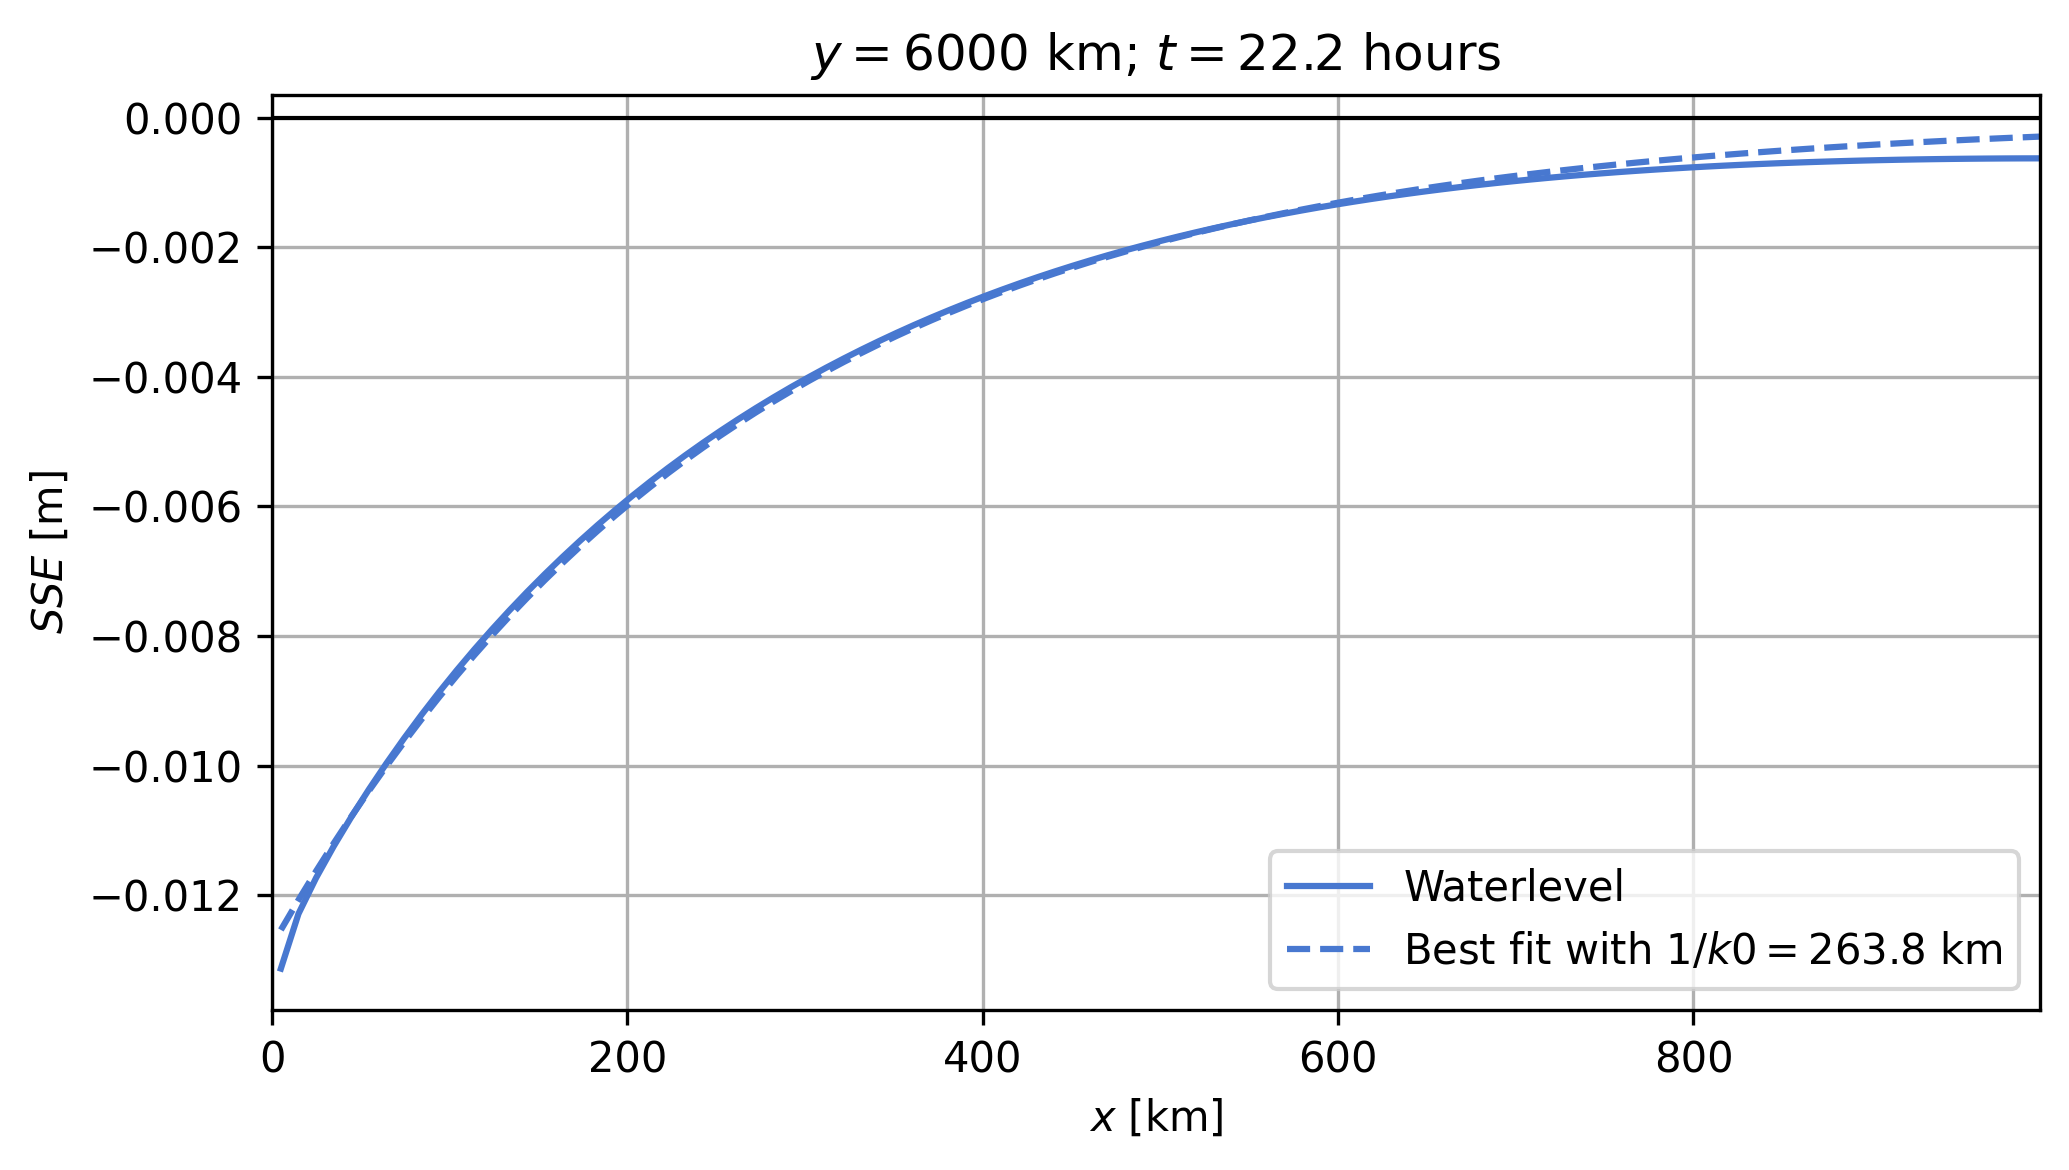 y = 6000 km; t = 22.2 hours
0.000
−0.002
−0.004
−0.006
−0.008
−0.010
−0.012
SSE [m]
Waterlevel
Best fit with 1/k0 = 263.8 km
0 200 400 600 800
x [km]